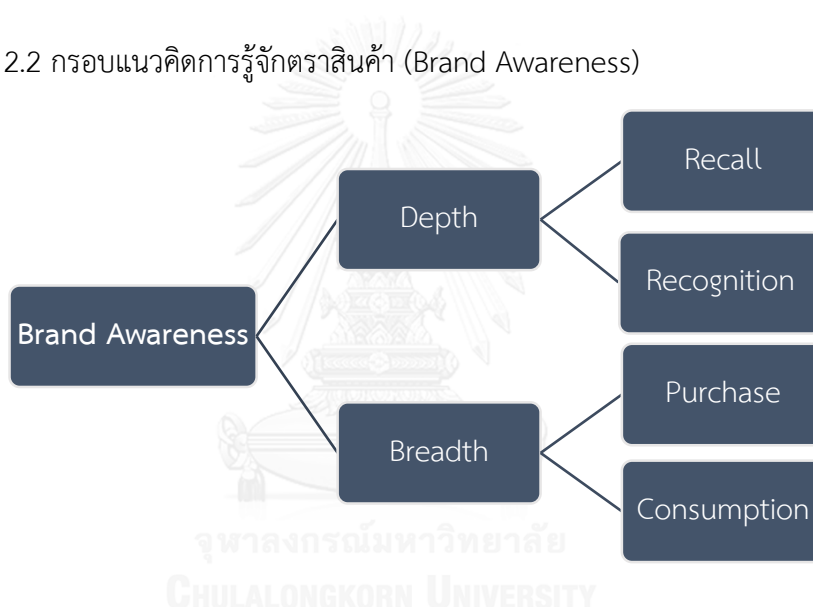 2.2 กรอบแนวคิดการรู้จักตราสินค้า (Brand Awareness)
Recall
Depth
Recognition
Brand Awareness
Purchase
Breadth
Consumption
จุฬาลงกรณ์มหาวิทยาลัย
CHULALONGKORN UNIVERSITY